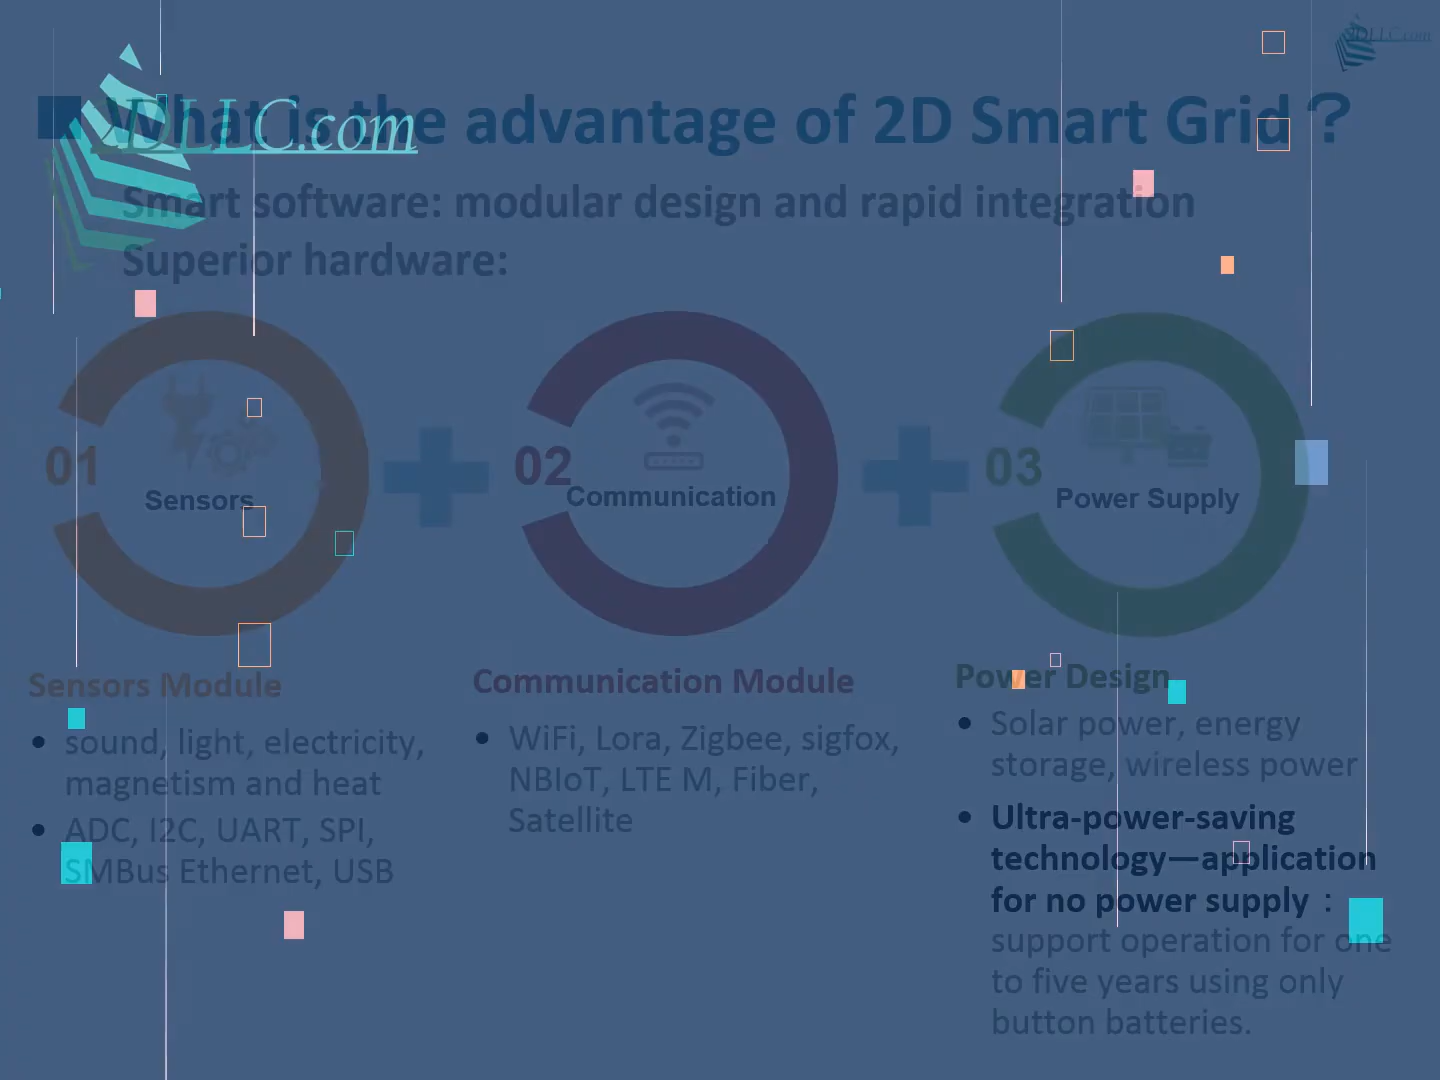 DLLC.com
DLLC.com
What is the advantage of 2D Smart Grid？
Smart software: modular design and rapid integration
Superior hardware:
01
Sensors
02
Communication
03
Power Supply
Sensors Module
• sound, light, electricity,
magnetism and heat
• ADC, I2C, UART, SPI,
SMBus Ethernet, USB
Communication Module
• WiFi, Lora, Zigbee, sigfox,
NBIoT, LTE M, Fiber,
Satellite
Power Design
• Solar power, energy
storage, wireless power
• Ultra-power-saving
technology—application
for no power supply：
support operation for one
to five years using only
button batteries.